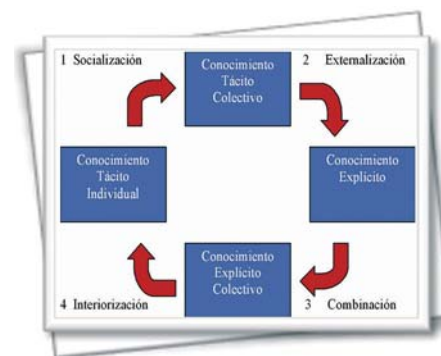 1 Socialización
Conocimiento
Tácito
Colectivo
2 Externalización
Conocimiento
Tácito
Individual
Conocimiento
Explícito
4 Interiorización
Conocimiento
Explícito
Colectivo
3 Combinación